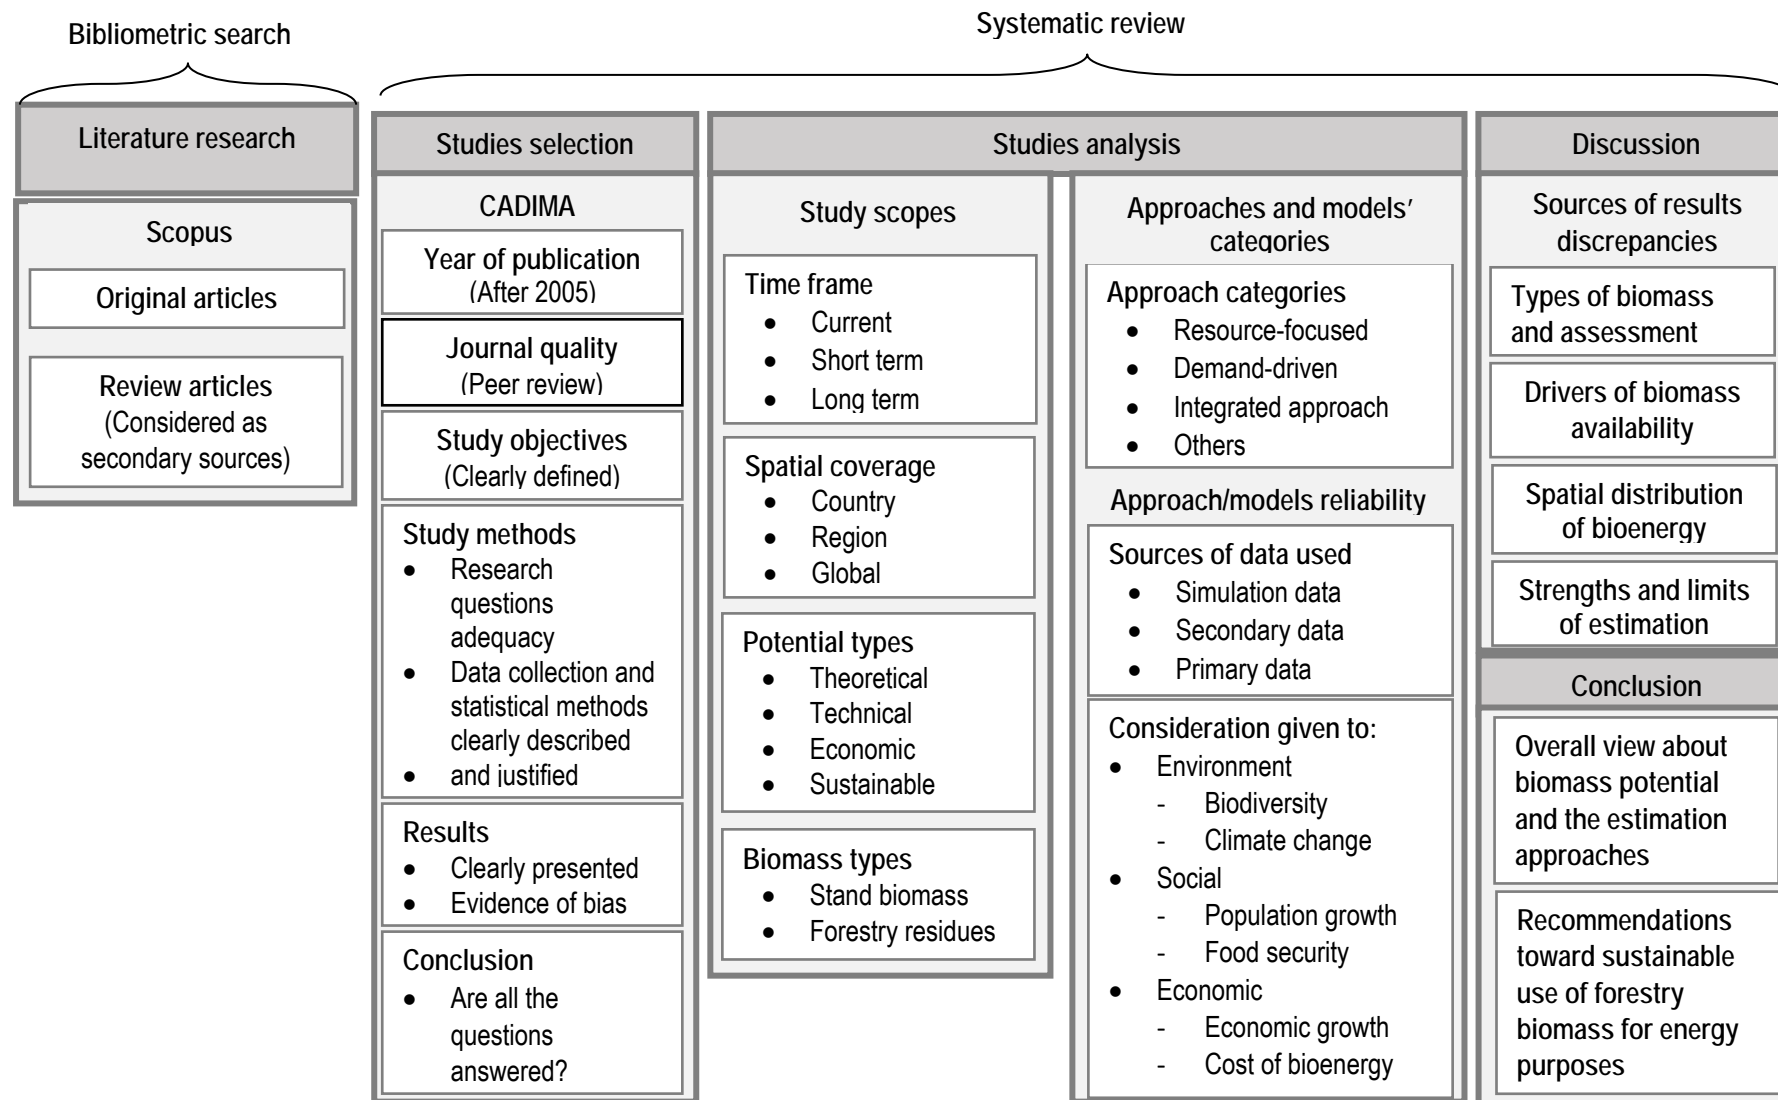 Bibliometric search
Systematic review
Literature research
Scopus
Original articles
Review articles
(Considered as
secondary sources)
Studies selection
CADIMA
Year of publication
(After 2005)
Journal quality
(Peer review)
Study objectives
(Clearly defined)
Study methods
• Research
questions
adequacy
• Data collection and
statistical methods
clearly described
• and justified
Results
• Clearly presented
• Evidence of bias
Conclusion
• Are all the
questions
answered?
Studies analysis
Study scopes
Time frame
• Current
• Short term
• Long term
Spatial coverage
• Country
• Region
• Global
Potential types
• Theoretical
• Technical
• Economic
• Sustainable
Biomass types
• Stand biomass
• Forestry residues
Approaches and models’
categories
Approach categories
• Resource-focused
• Demand-driven
• Integrated approach
• Others
Approach/models reliability
Sources of data used
• Simulation data
• Secondary data
• Primary data
Consideration given to:
• Environment
- Biodiversity
- Climate change
• Social
- Population growth
- Food security
• Economic
- Economic growth
- Cost of bioenergy
Discussion
Sources of results
discrepancies
Types of biomass
and assessment
Drivers of biomass
availability
Spatial distribution
of bioenergy
Strengths and limits
of estimation
Conclusion
Overall view about
biomass potential
and the estimation
approaches
Recommendations
toward sustainable
use of forestry
biomass for energy
purposes